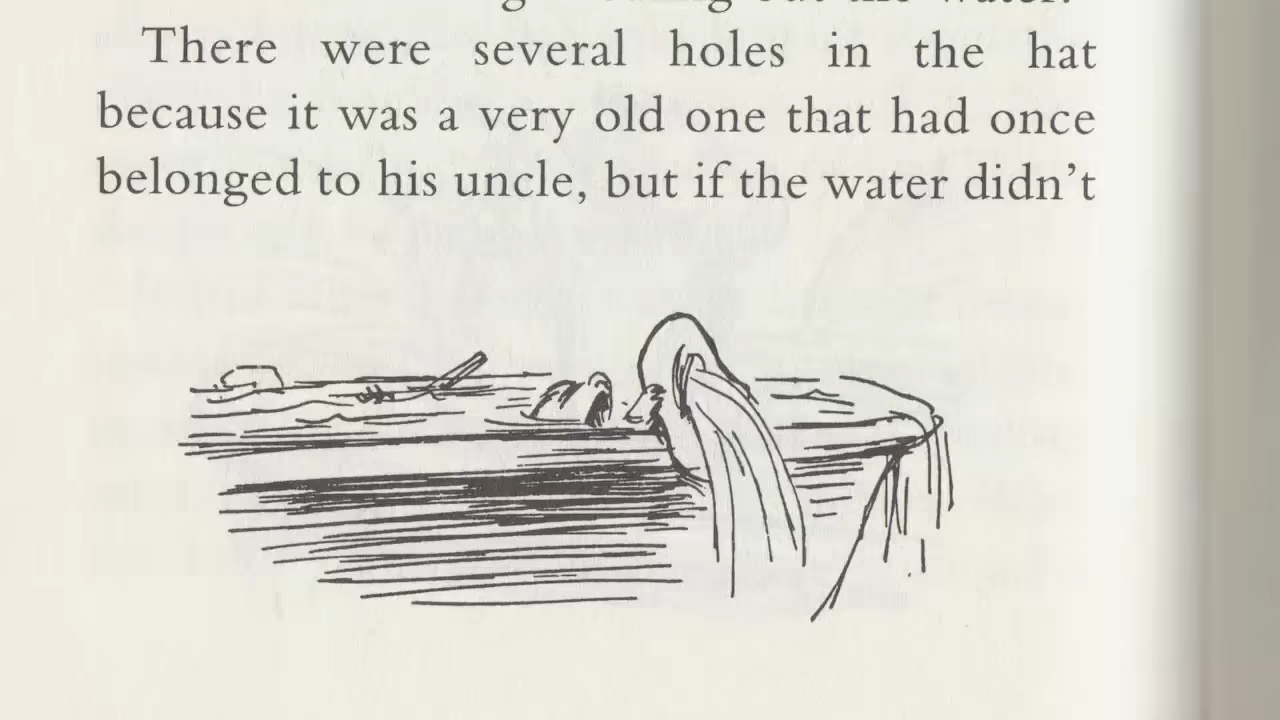 There were several holes in the hat
because it was a very old one that had once
belonged to his uncle, but if the water didn’t